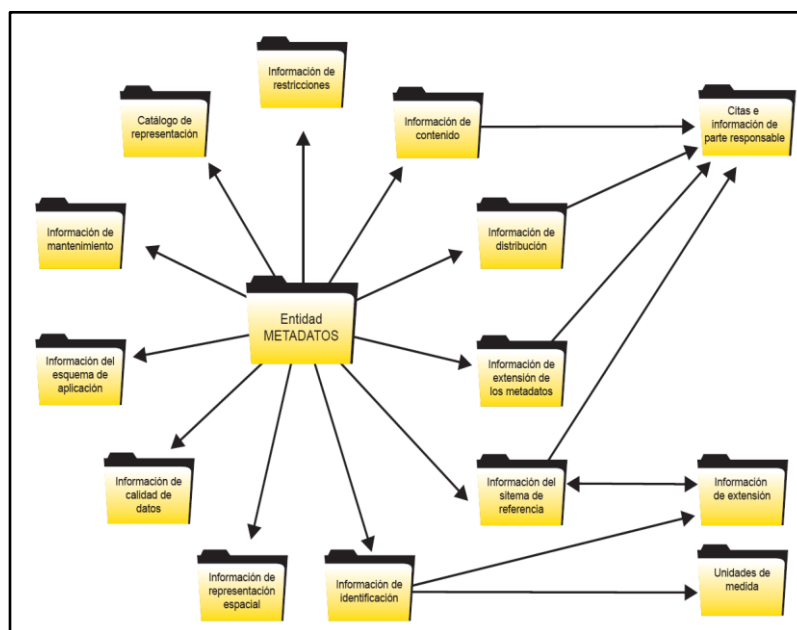 Información de
restricciones
Catálogo de
representación
Información de
contenido
Citas e
información de
parte responsable
Información de
mantenimiento
Información de
distribución
Entidad
METADATOS
Información del
esquema de
aplicación
Información de
extensión de
los metadatos
Información de
calidad de
datos
Información del
sitema de
referencia
Información
de extensión
Información de
representación
espacial
Información de
identificación
Unidades de
medida